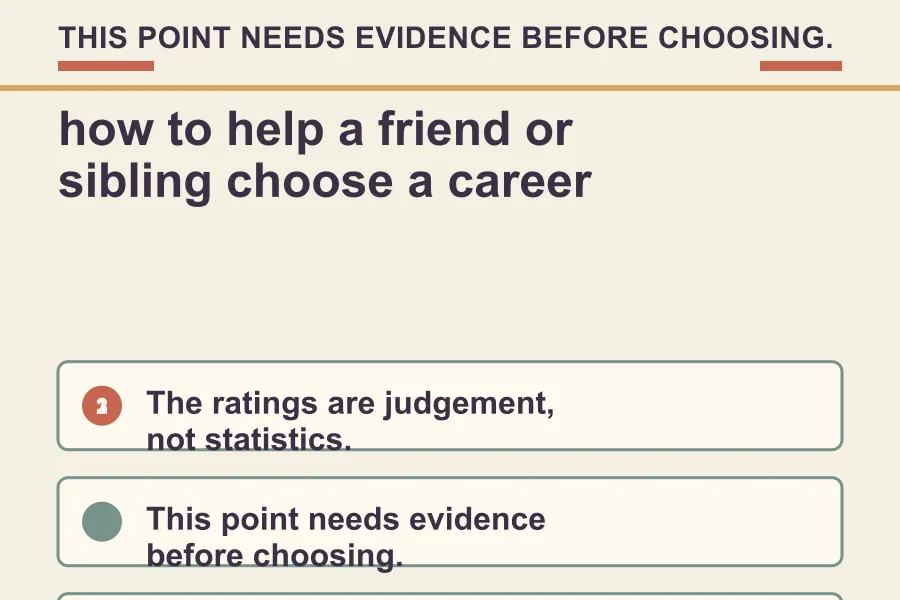 THIS POINT NEEDS EVIDENCE BEFORE CHOOSING.
how to help a friend or
sibling choose a career
The ratings are judgement,
not statistics.
This point needs evidence
before choosing.